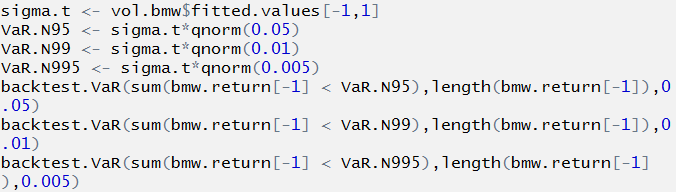 sigma.t <- vol.bmw$fitted.values[-1,1]
VaR.N95 <- sigma.t*qnorm(0.05)
VaR.N99 <- sigma.t*qnorm(0.01)
VaR.N995 <- sigma.t*qnorm(0.005)
backtest.VaR(sum(bmw.return[-1] < VaR.N95),length(bmw.return[-1]),0
.05)
backtest.VaR(sum(bmw.return[-1] < VaR.N99),length(bmw.return[-1]),0
.01)
backtest.VaR(sum(bmw.return[-1] < VaR.N995),length(bmw.return[-1]
),0.005)